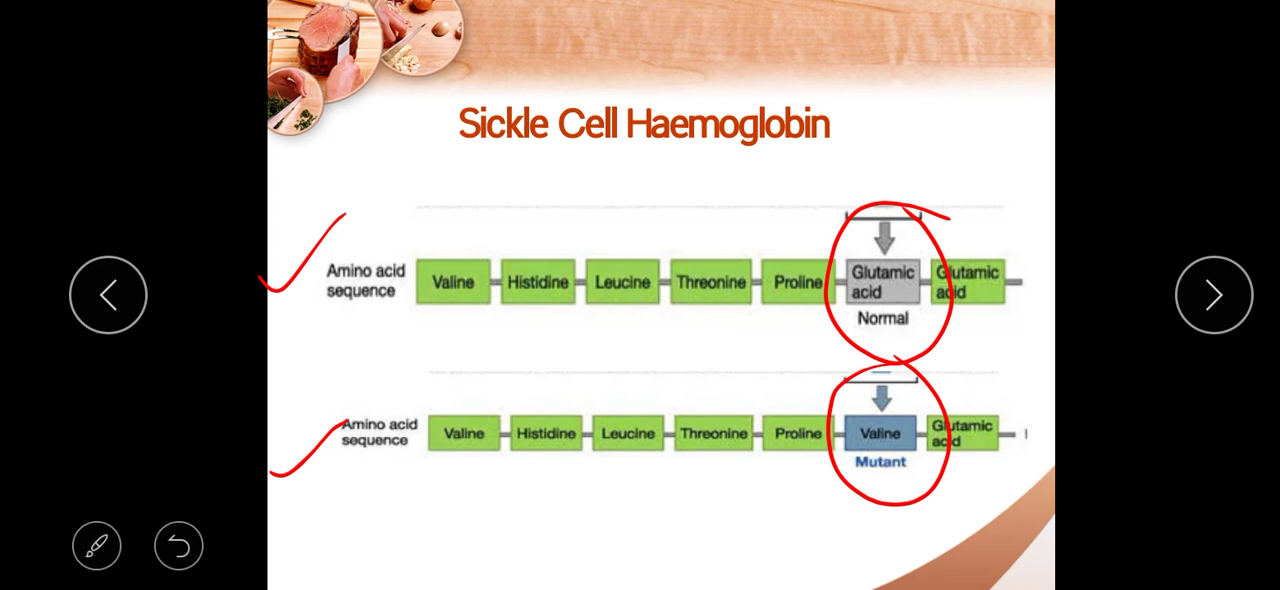 Sickle Cell Haemoglobin
Amino acid
sequence
Valine
Histidine
Leucine
Threonine
Proline
Glutamic
acid
Glutamic
acid
Normal
Amino acid
sequence
Valine
Histidine
Leucine
Threonine
Proline
Valine
Glutamic
acid
Mutant